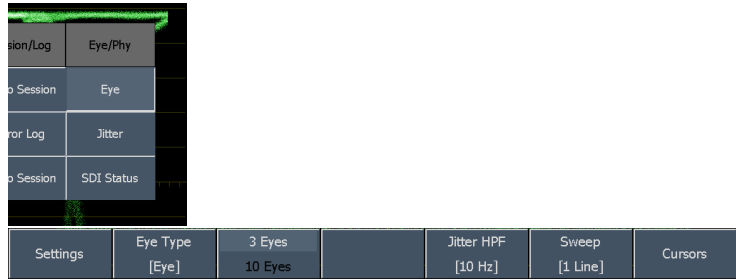 sion/Log Eye/Phy
o Session Eye
ror Log Jitter
o Session SDI Status
Settings Eye Type [Eye] 3 Eyes 10 Eyes Jitter HPF [10 Hz] Sweep [1 Line] Cursors